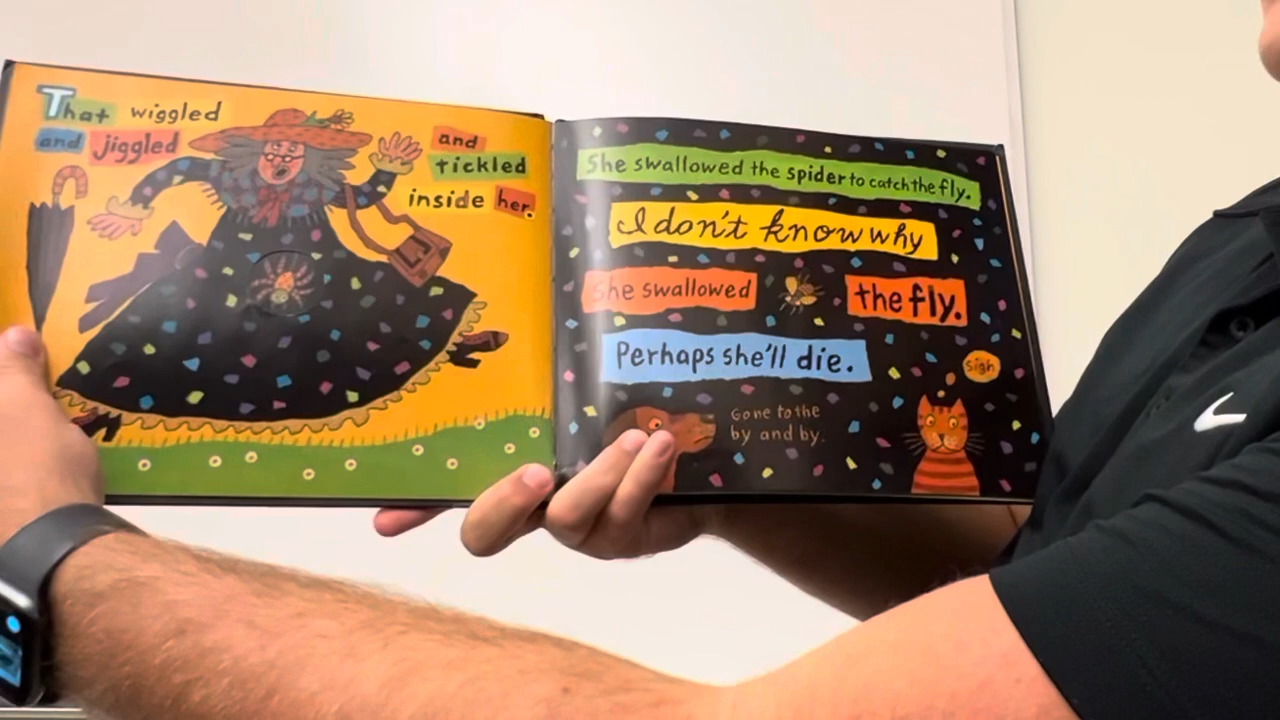 That wiggled
and jiggled
and
tickled
inside her.
She swallowed the spider to catch the fly.
I don't know why
She swallowed the fly.
Perhaps she'll die.
Sigh
Gone to the
by and by.